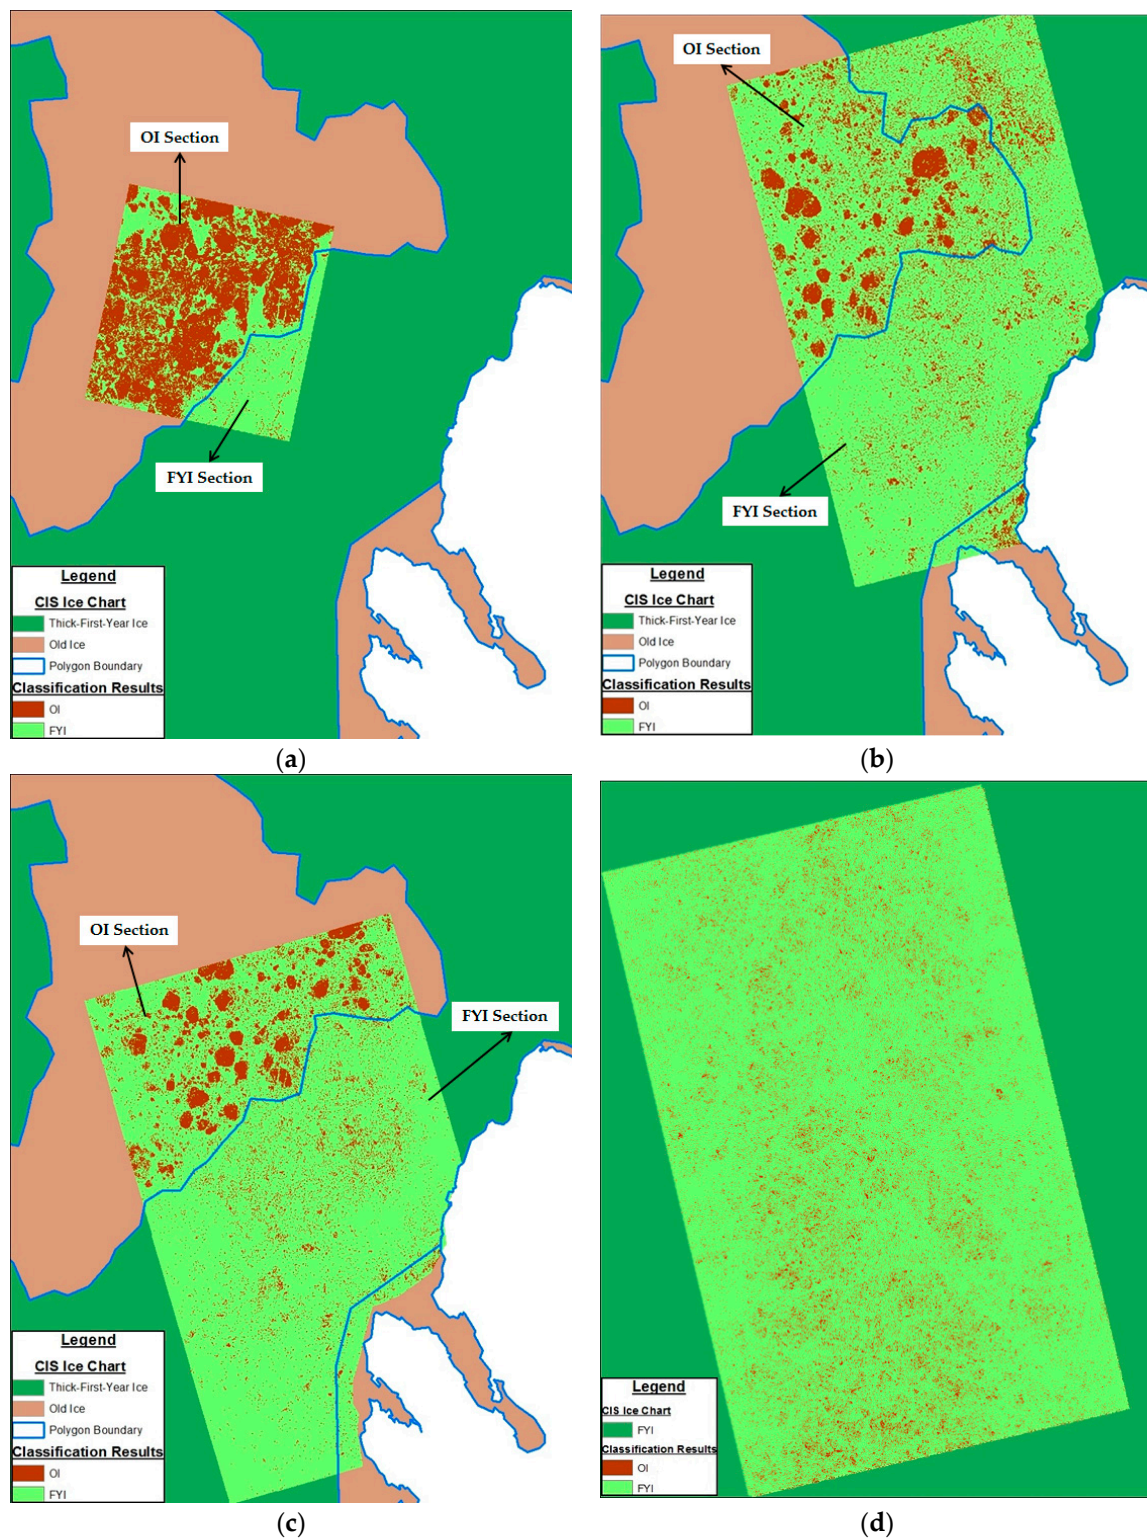 OI Section
FYI Section
Legend
CIS Ice Chart
Thick-First-Year Ice
Old Ice
Polygon Boundary
Classification Results
OI
FYI
(a)
OI Section
FYI Section
Legend
CIS Ice Chart
Thick-First-Year Ice
Old Ice
Polygon Boundary
Classification Results
OI
FYI
(b)
OI Section
FYI Section
Legend
CIS Ice Chart
Thick-First-Year Ice
Old Ice
Polygon Boundary
Classification Results
OI
FYI
(c)
Legend
CIS Ice Chart
FYI
Classification Results
OI
FYI
(d)